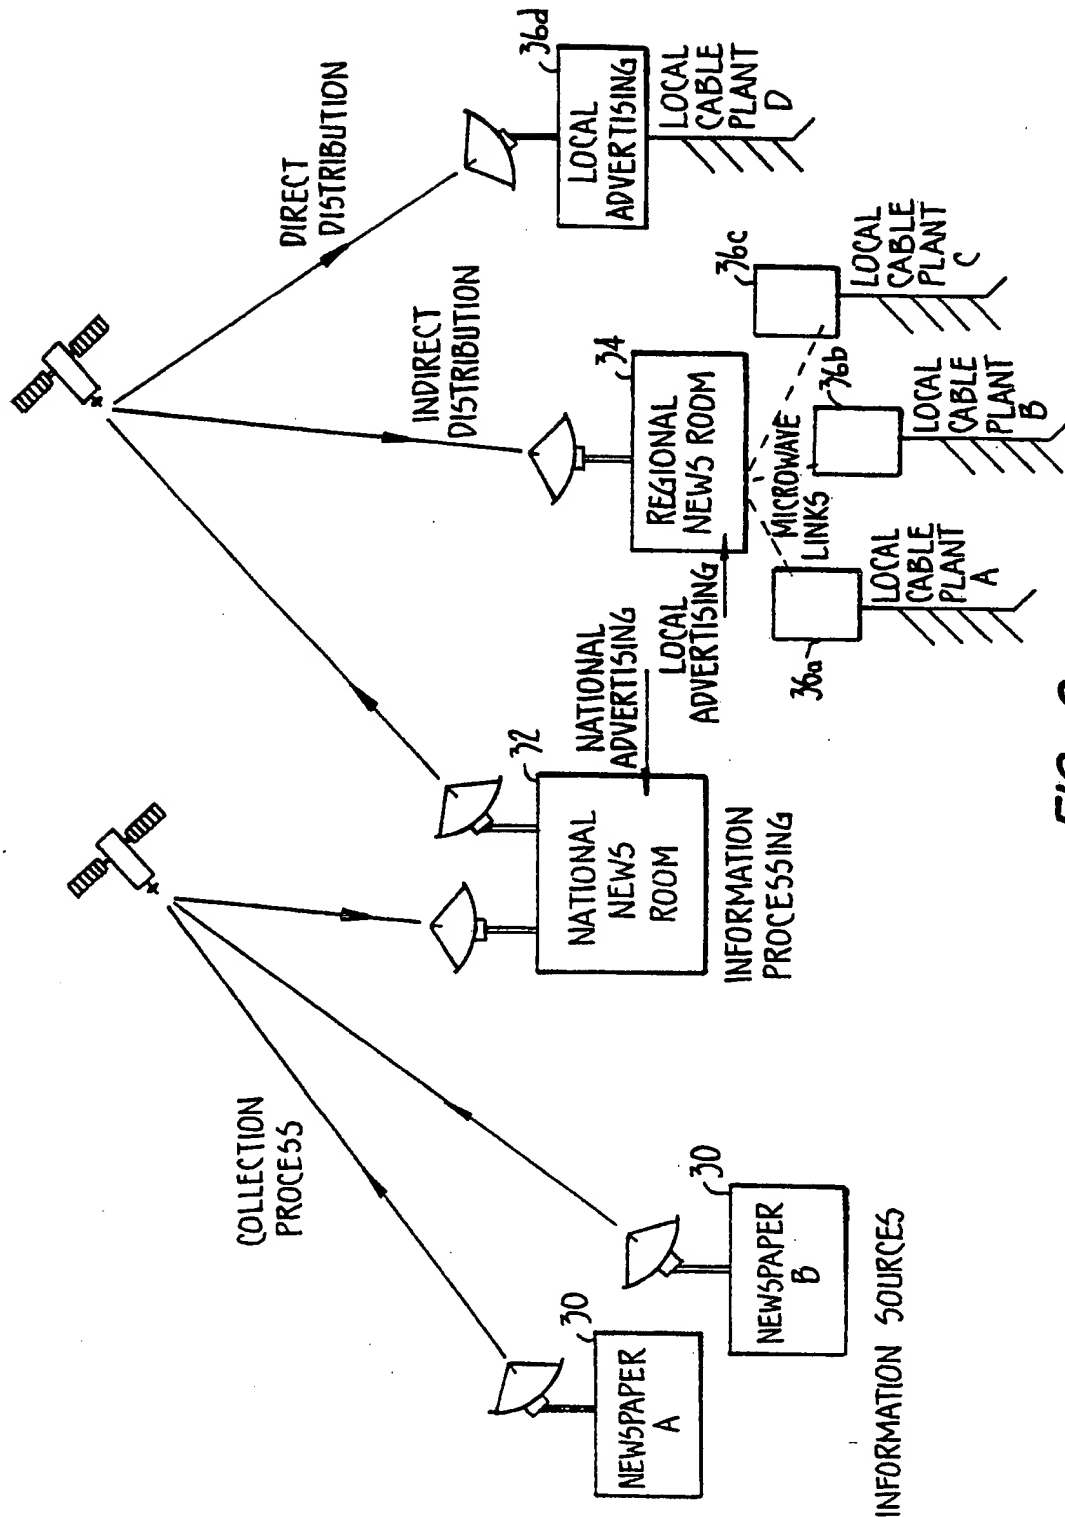 COLLECTION
PROCESS
DIRECT
DISTRIBUTION
INDIRECT
DISTRIBUTION
30
NEWSPAPER
A
30
NEWSPAPER
B
INFORMATION SOURCES
32
NATIONAL
NEWS
ROOM
INFORMATION
PROCESSING
NATIONAL
ADVERTISING
LOCAL
ADVERTISING
34
REGIONAL
NEWS ROOM
MICROWAVE
LINKS
36a
LOCAL
CABLE
PLANT
A
36b
LOCAL
CABLE
PLANT
B
36c
LOCAL
CABLE
PLANT
C
36d
LOCAL
ADVERTISING
LOCAL
CABLE
PLANT
D